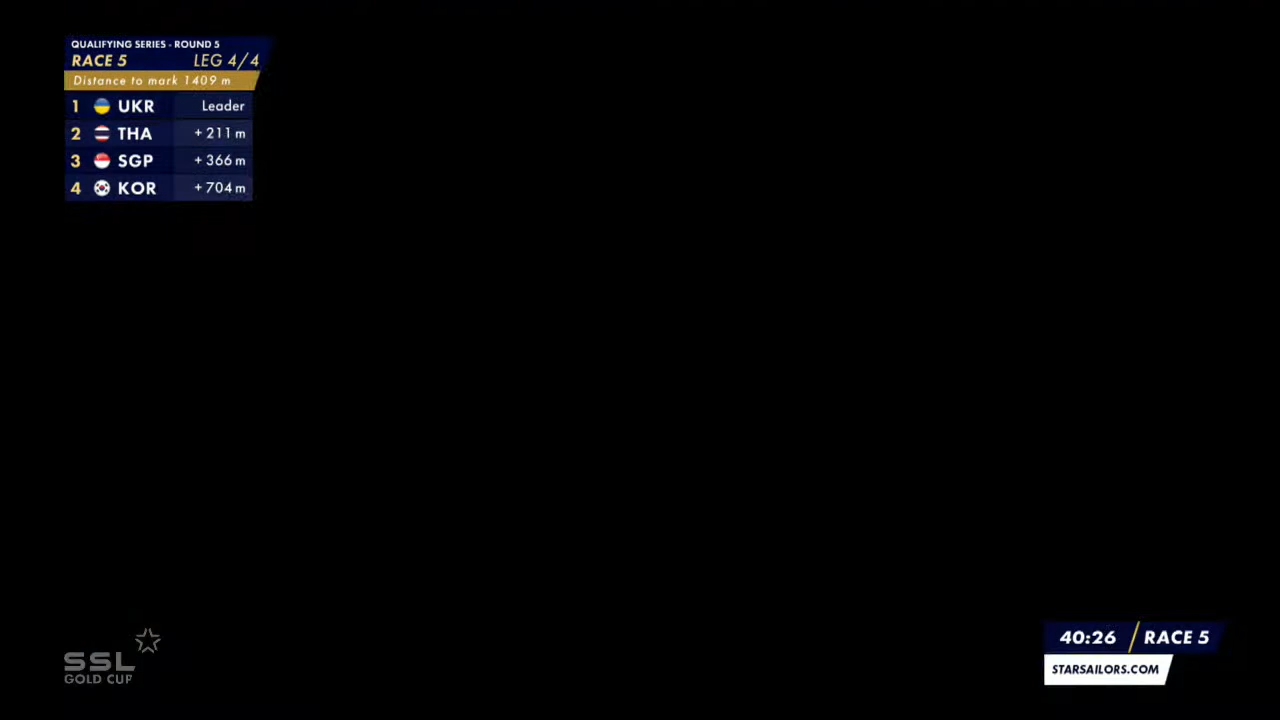 QUALIFYING SERIES - ROUND 5
RACE 5 LEG 4/4
Distance to mark 1409 m
1 UKR Leader
2 THA + 211 m
3 SGP + 366 m
4 KOR + 704 m
SSL
GOLD CUP
40:26 / RACE 5
STARSAILORS.COM